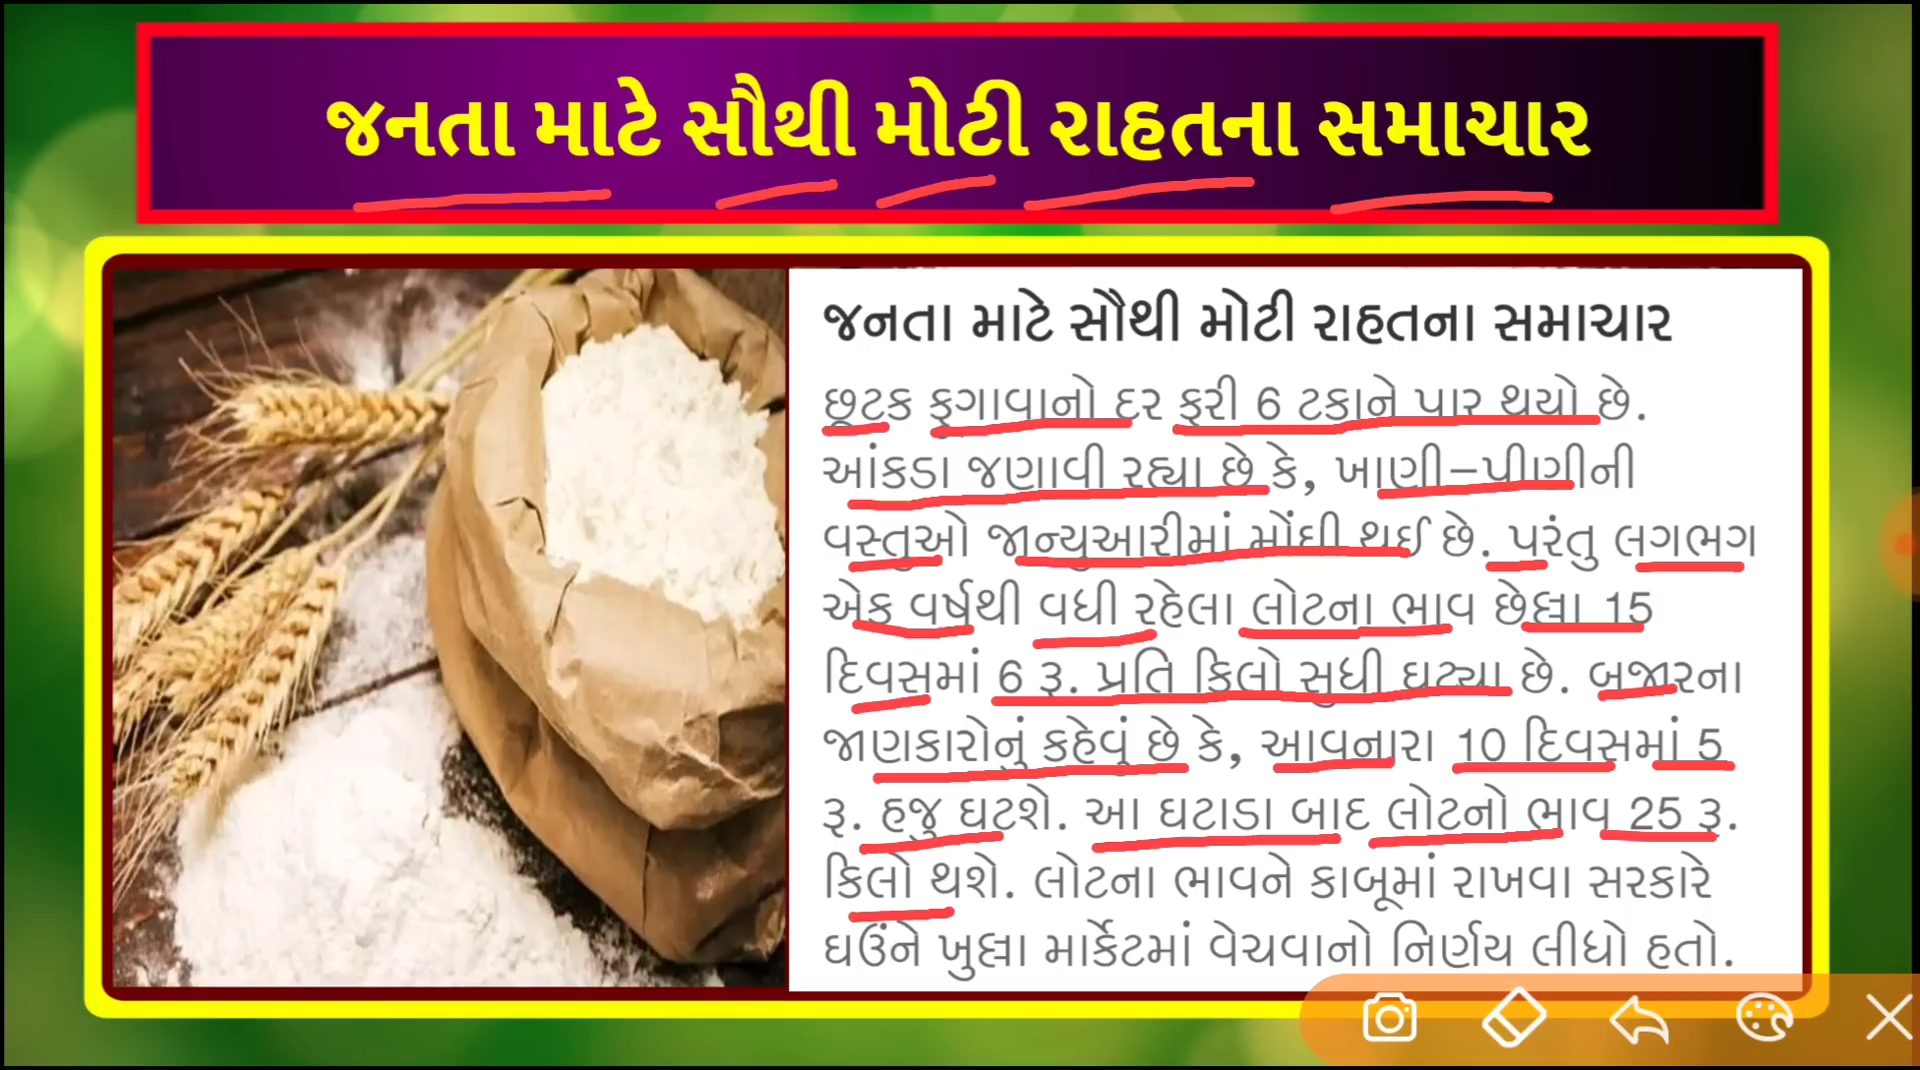 જનતા માટે સૌથી મોટી રાહતના સમાચાર
જનતા માટે સૌથી મોટી રાહતના સમાચાર
છૂટક ફુગાવાનો દર ફરી 6 ટકાને પાર થયો છે.
આંકડા જણાવી રહ્યા છે કે, ખાણી-પીણીની
વસ્તુઓ જાન્યુઆરીમાં મોંઘી થઈ છે. પરંતુ લગભગ
એક વર્ષથી વધી રહેલા લોટના ભાવ છેલ્લા 15
દિવસમાં 6 રૂ. પ્રતિ કિલો સુધી ઘટ્યા છે. બજારના
જાણકારોનું કહેવું છે કે, આવનારા 10 દિવસમાં 5
રૂ. હજુ ઘટશે. આ ઘટાડા બાદ લોટનો ભાવ 25 રૂ.
કિલો થશે. લોટના ભાવને કાબૂમાં રાખવા સરકારે
ઘઉંને ખુલ્લા માર્કેટમાં વેચવાનો નિર્ણય લીધો હતો.